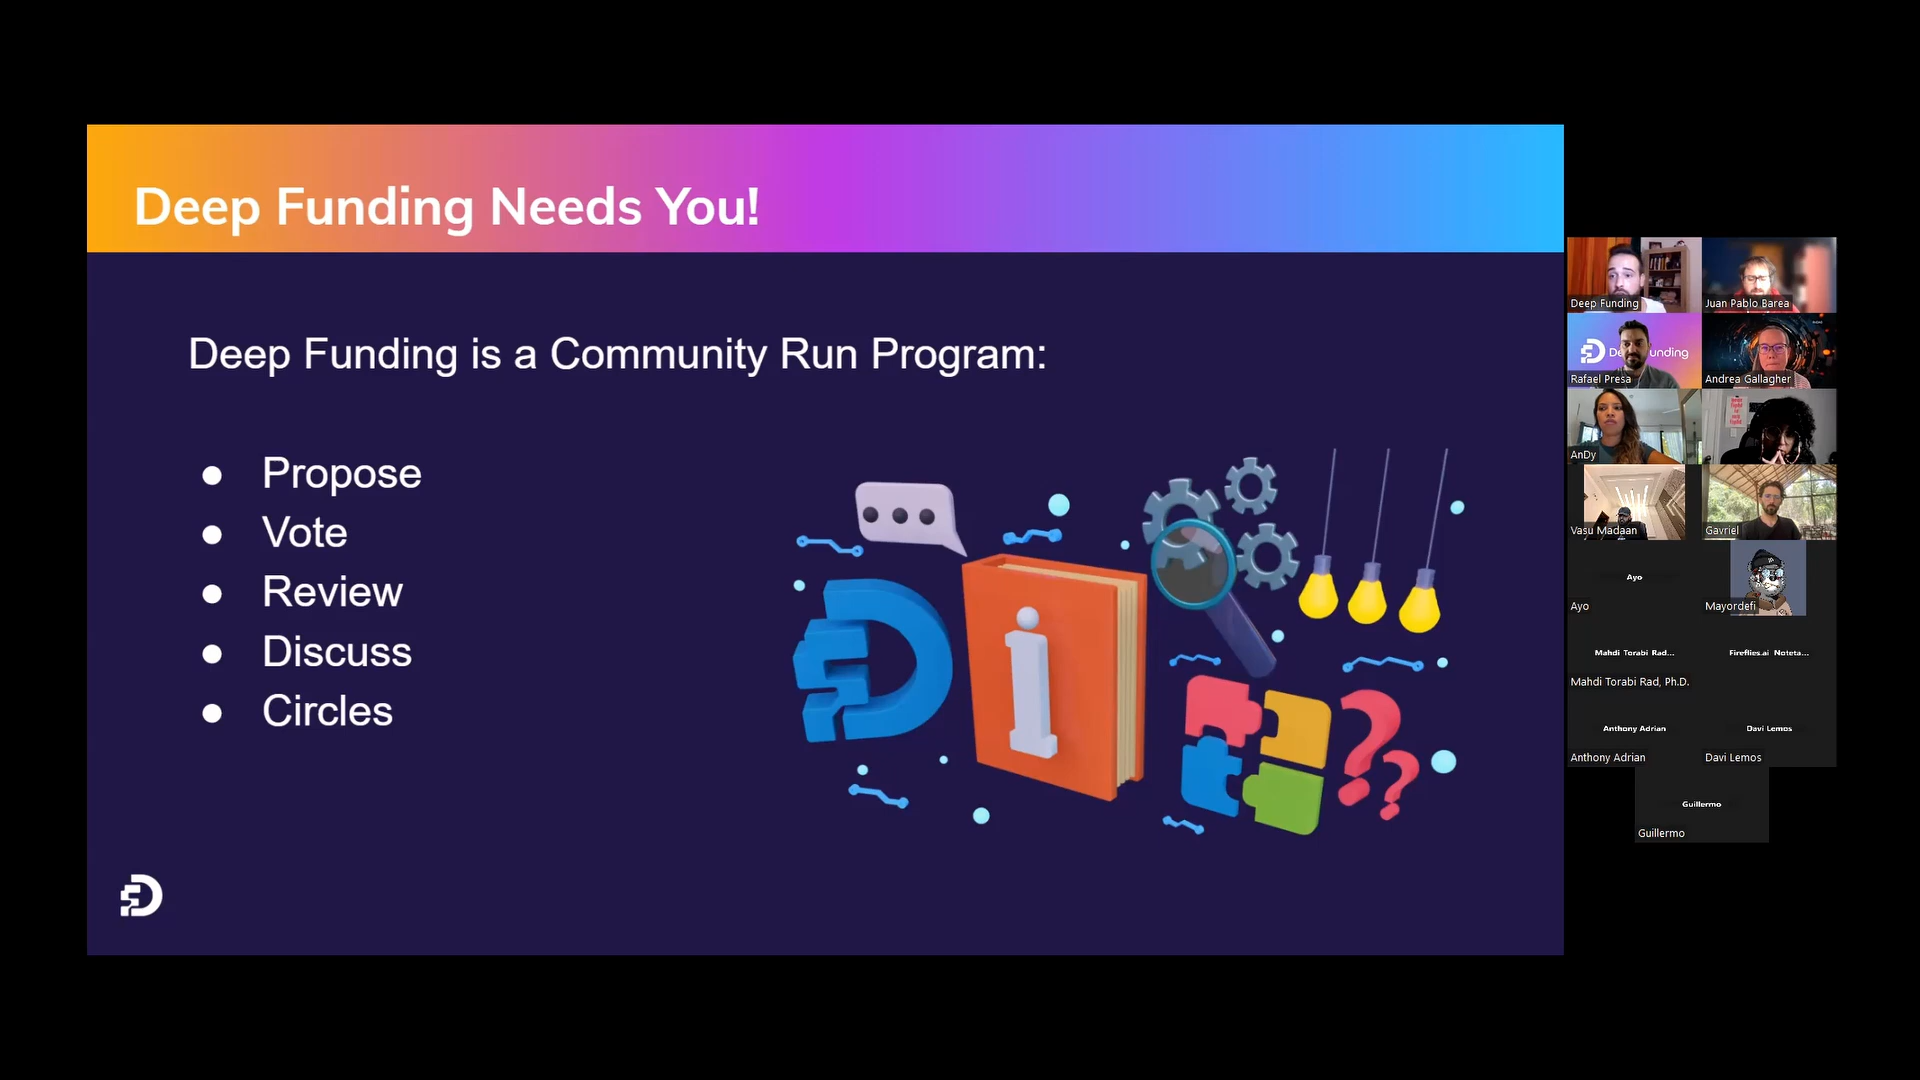 Deep Funding Needs You!
Deep Funding is a Community Run Program:
● Propose
● Vote
● Review
● Discuss
● Circles
i
??
Deep Funding
Juan Pablo Barea
unding
Rafael Presa
Andrea Gallagher
AnDy
Vasu Madaan
Gavriel
Ayo
Ayo
Mayordefi
Mahdi Torabi Rad...
Fireflies.ai Noteta...
Mahdi Torabi Rad, Ph.D.
Anthony Adrian
Davi Lemos
Anthony Adrian
Davi Lemos
Guillermo
Guillermo